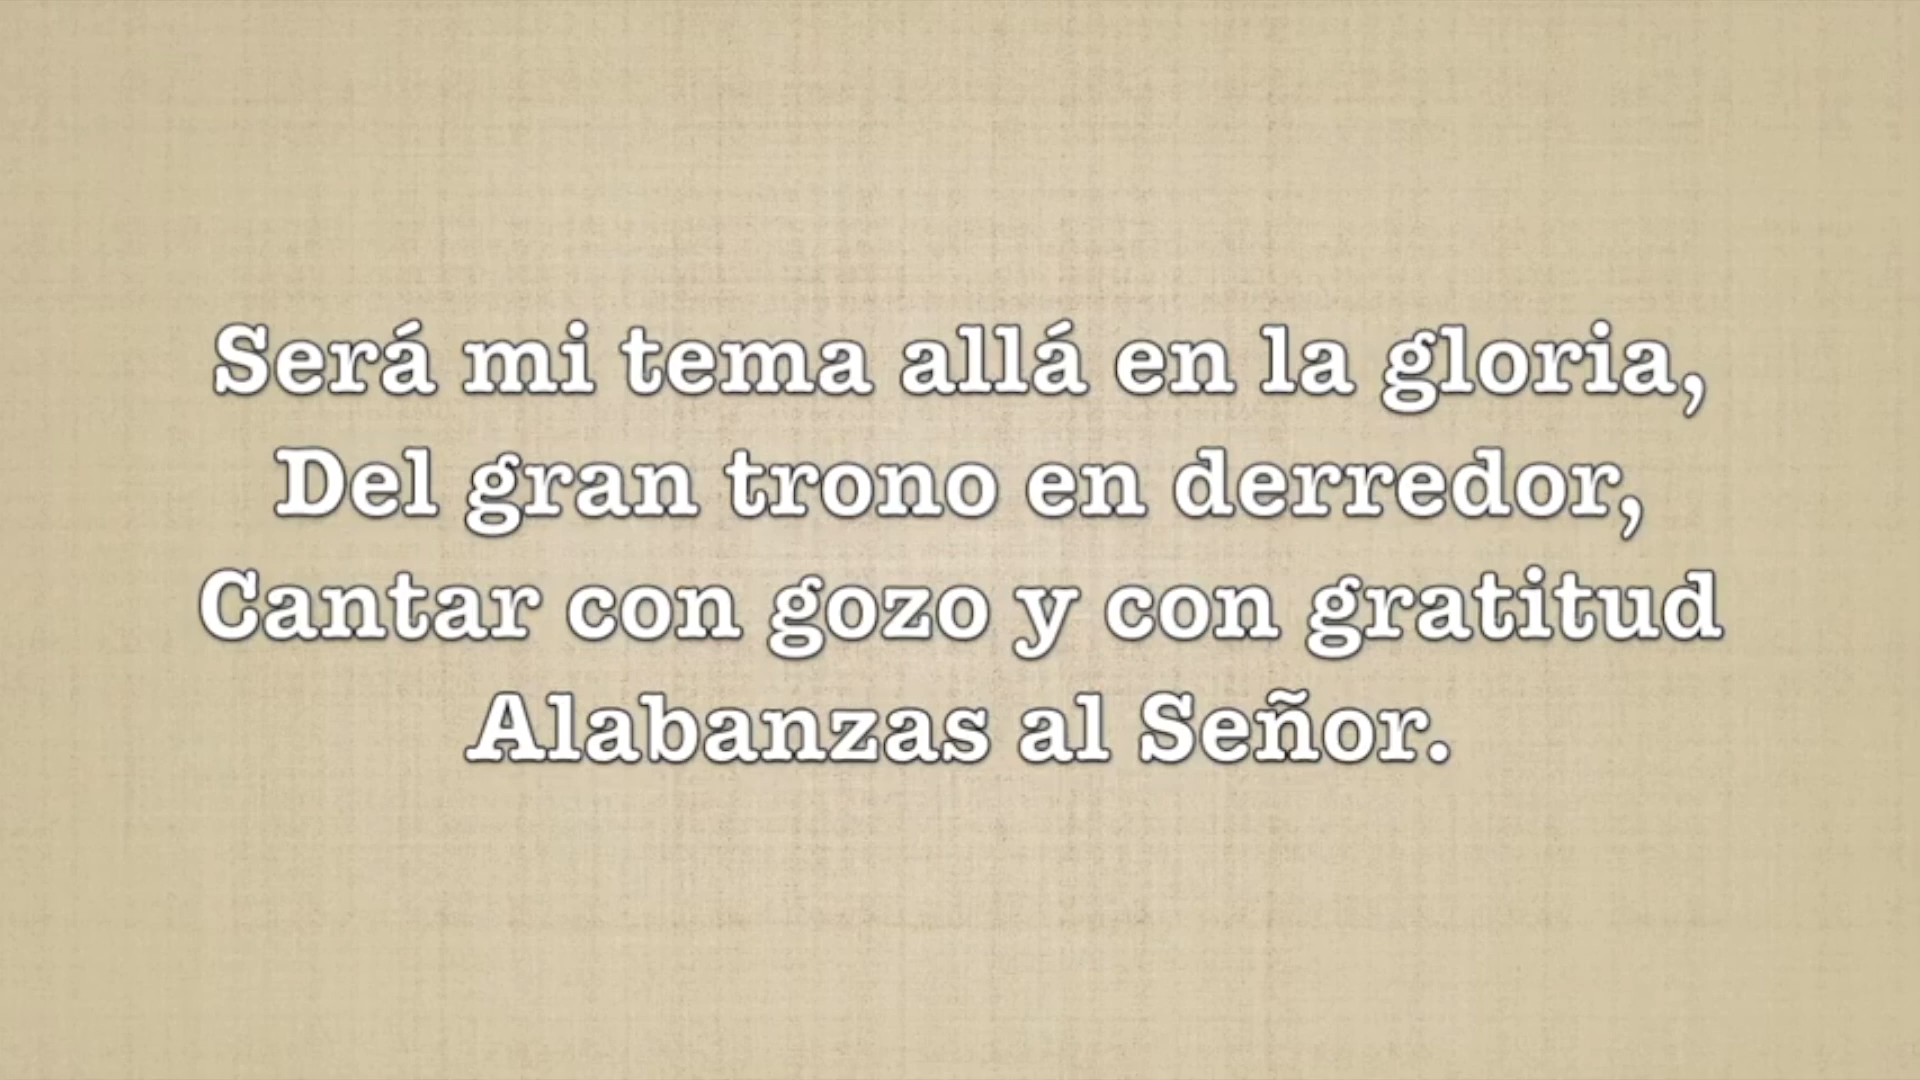 Será mi tema allá en la gloria,
Del gran trono en derredor,
Cantar con gozo y con gratitud
Alabanzas al Señor.